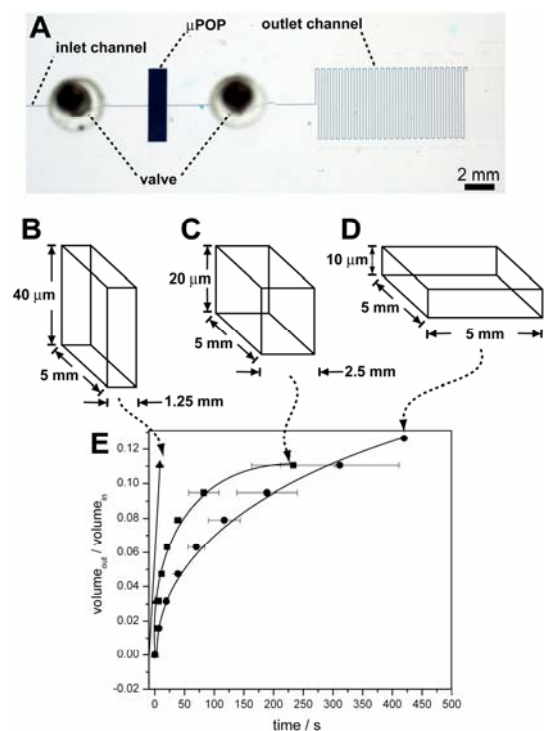 A
μPOP
outlet channel
inlet channel
valve
2 mm
B
C
D
40 μm
5 mm
1.25 mm
20 μm
5 mm
2.5 mm
10 μm
5 mm
5 mm
E
volume_out / volume_in
0.12
0.10
0.08
0.06
0.04
0.02
0.00
-0.02
0 50 100 150 200 250 300 350 400 450 500
time / s